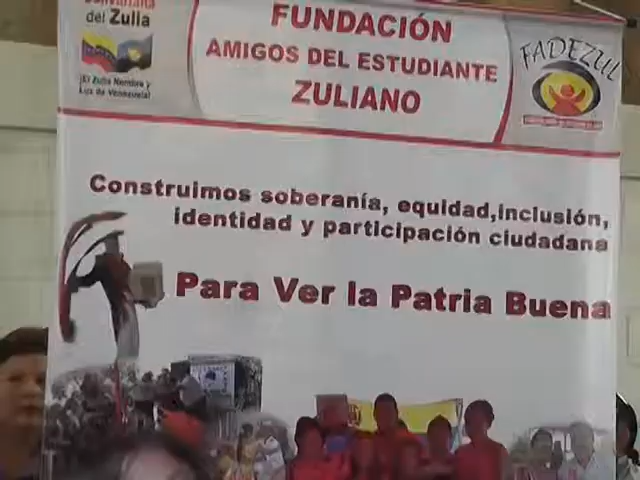 del Zulia
¡El Zulia Nombre y
Luz de Venezuela!
FUNDACIÓN
AMIGOS DEL ESTUDIANTE
ZULIANO
FADEZUL
Construimos soberanía, equidad,inclusión,
identidad y participación ciudadana
Para Ver la Patria Buena